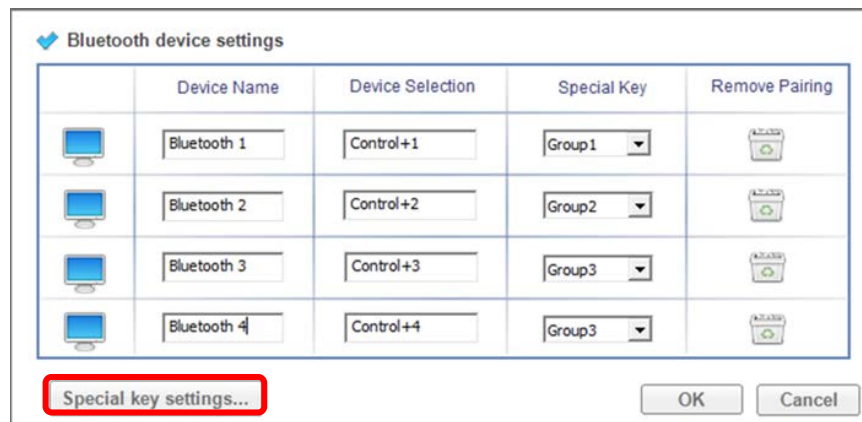 Bluetooth device settings
Device Name Device Selection Special Key Remove Pairing
Bluetooth 1 Control+1 Group1
Bluetooth 2 Control+2 Group2
Bluetooth 3 Control+3 Group3
Bluetooth 4 Control+4 Group3
Special key settings... OK Cancel